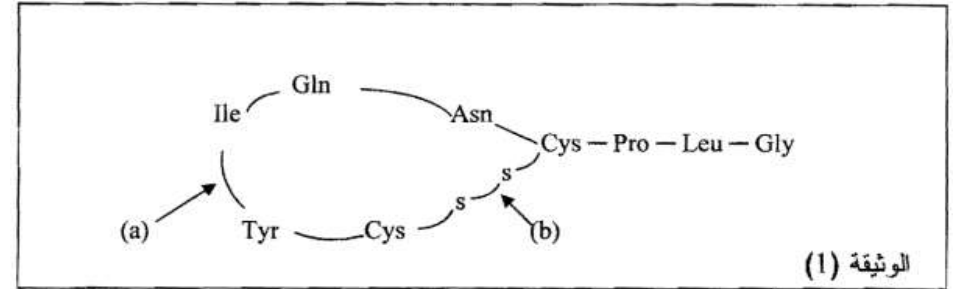 Gln
Ile
Asn
Cys — Pro — Leu — Gly
s
s
(a)
Tyr
Cys
(b)
الوثيقة (1)